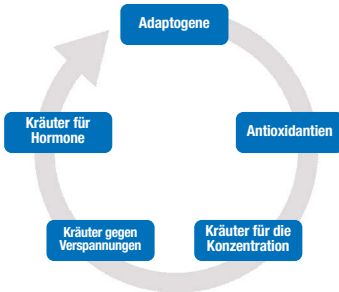 Adaptogene
Antioxidantien
Kräuter für die
Konzentration
Kräuter gegen
Verspannungen
Kräuter für
Hormone